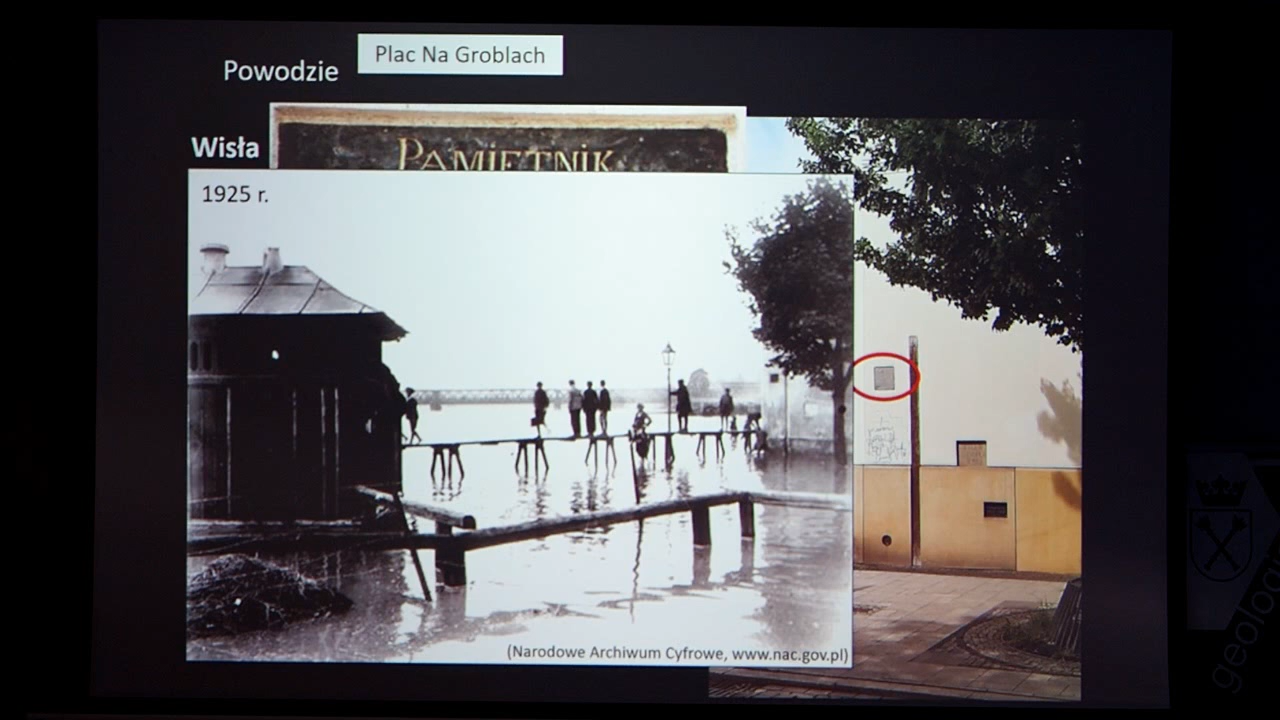 Plac Na Groblach
Powodzie
Wisła
PAMIĘTNIK
1925 r.
(Narodowe Archiwum Cyfrowe, www.nac.gov.pl)